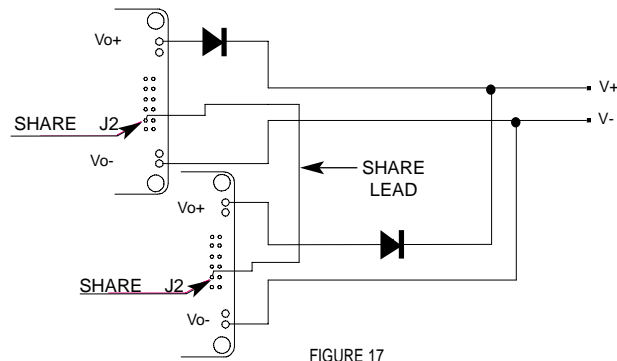 Vo+
V+
SHARE J2
V-
Vo-
SHARE
LEAD
Vo+
SHARE J2
Vo-
FIGURE 17